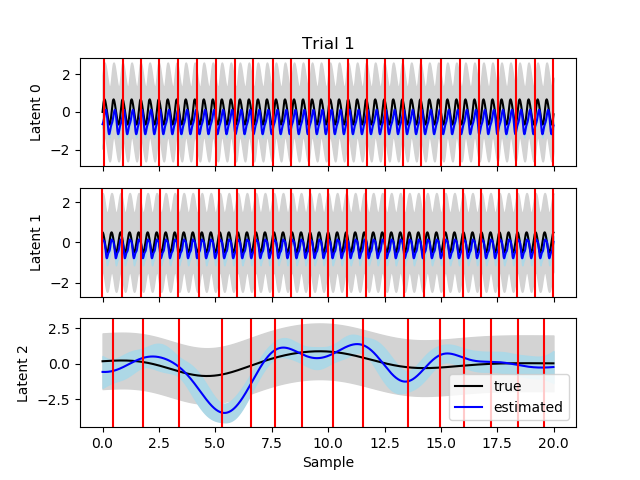 Trial 1
Latent 0
2
0
−2
Latent 1
2
0
−2
Latent 2
2.5
0.0
−2.5
true
estimated
0.0 2.5 5.0 7.5 10.0 12.5 15.0 17.5 20.0
Sample